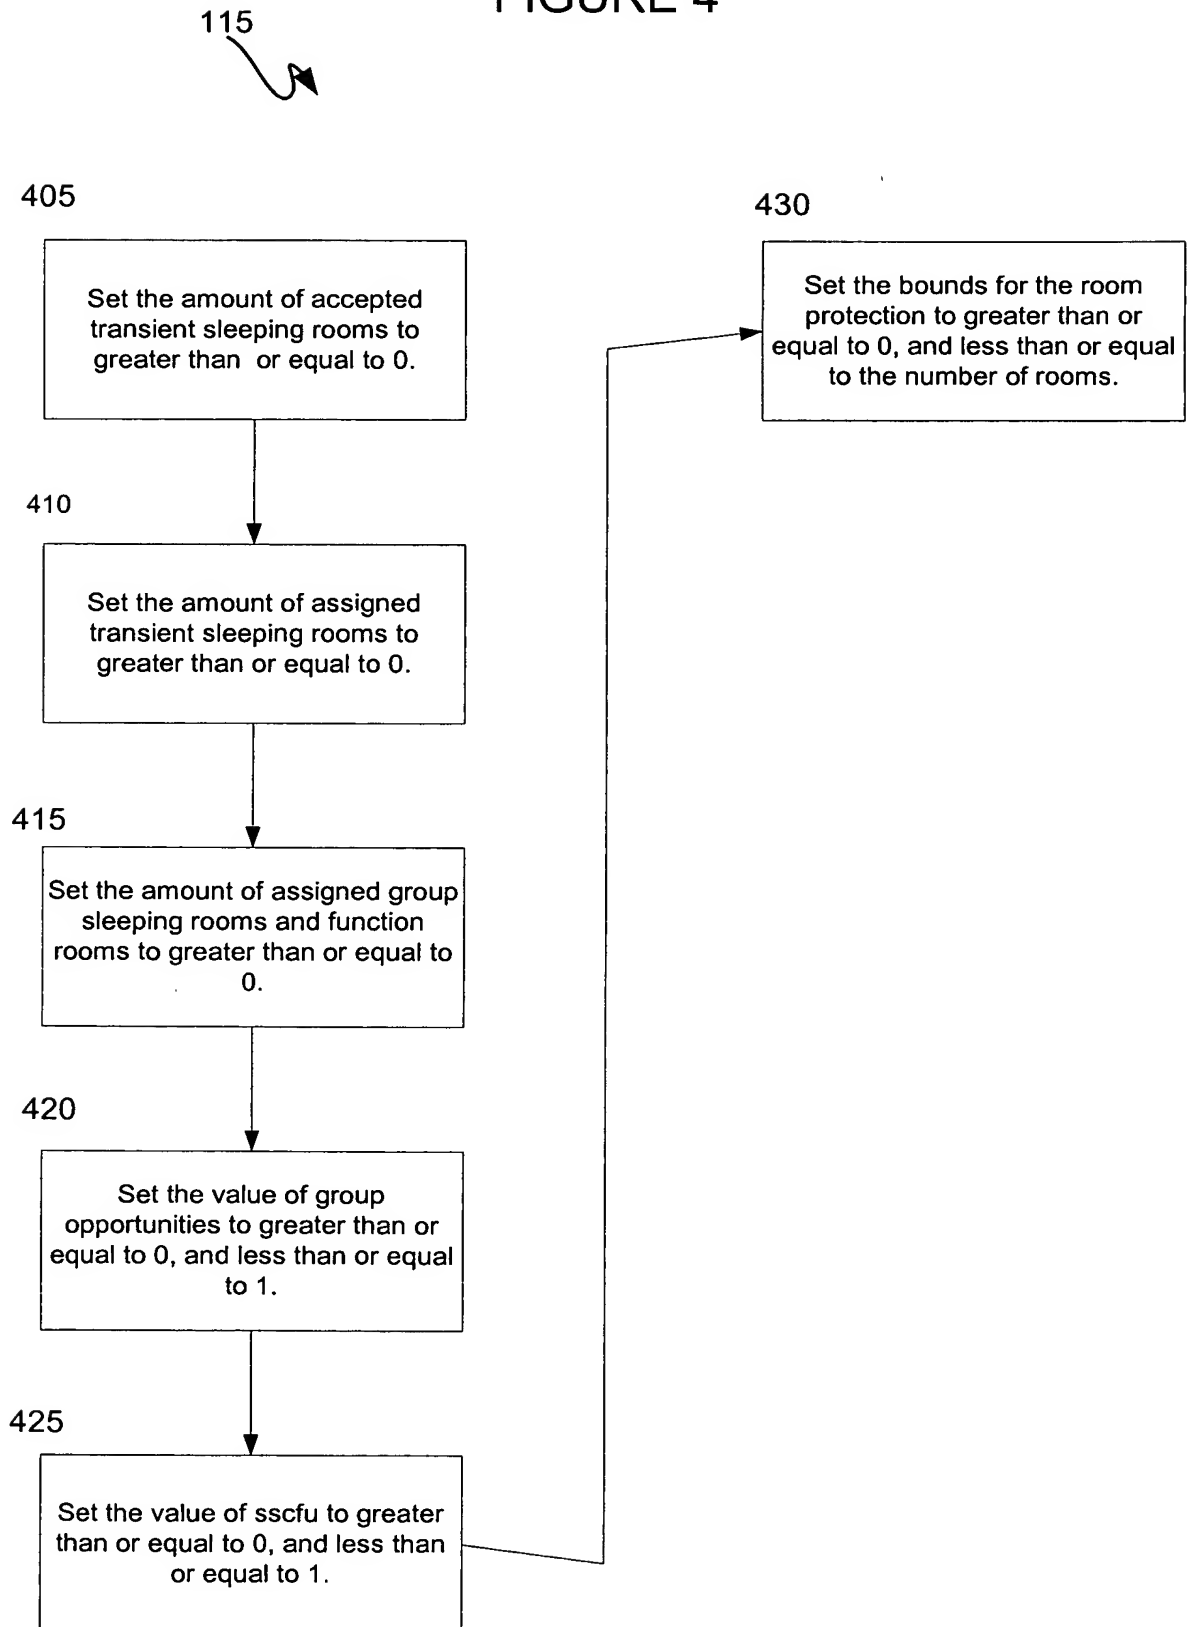 FIGURE 4
115
405
Set the amount of accepted
transient sleeping rooms to
greater than or equal to 0.
410
Set the amount of assigned
transient sleeping rooms to
greater than or equal to 0.
415
Set the amount of assigned group
sleeping rooms and function
rooms to greater than or equal to
0.
420
Set the value of group
opportunities to greater than or
equal to 0, and less than or equal
to 1.
425
Set the value of sscfu to greater
than or equal to 0, and less than
or equal to 1.
430
Set the bounds for the room
protection to greater than or
equal to 0, and less than or equal
to the number of rooms.